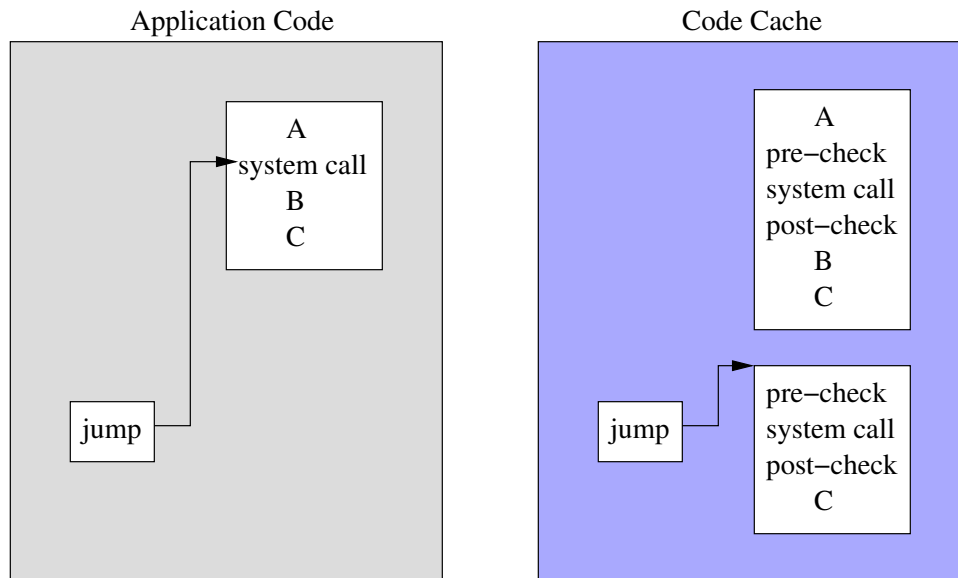 Application Code
A
system call
B
C
jump
Code Cache
A
pre−check
system call
post−check
B
C
jump
pre−check
system call
post−check
C